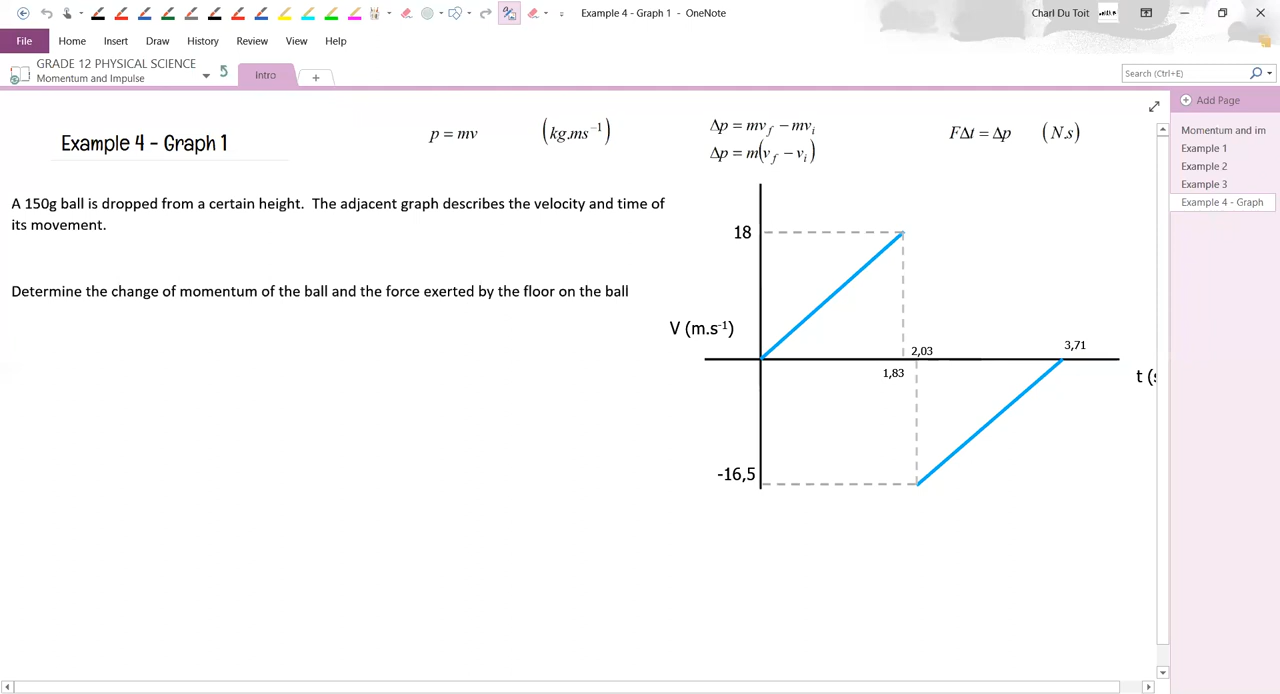 Example 4 - Graph 1 - OneNote
Charl Du Toit
File Home Insert Draw History Review View Help
GRADE 12 PHYSICAL SCIENCE
Momentum and Impulse
Intro
+
Search (Ctrl+E)
Add Page
Momentum and im
Example 1
Example 2
Example 3
Example 4 - Graph
Example 4 - Graph 1
p = mv (kg.ms⁻¹)
Δp = mv_f − mv_i
Δp = m(v_f − v_i)
FΔt = Δp (N.s)
A 150g ball is dropped from a certain height. The adjacent graph describes the velocity and time of
its movement.
Determine the change of momentum of the ball and the force exerted by the floor on the ball
18
V (m.s⁻¹)
2,03
3,71
1,83
t (s
-16,5